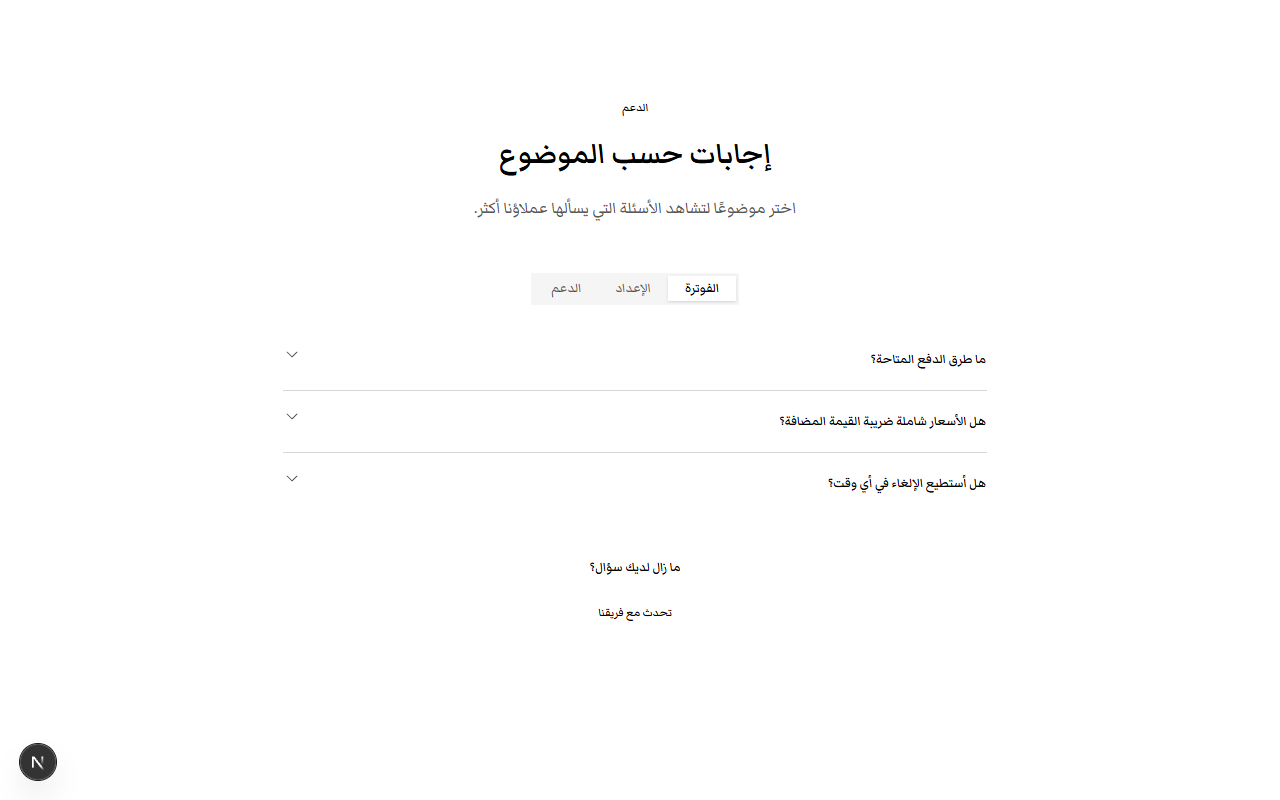 الدعم
إجابات حسب الموضوع
اختر موضوعًا لتشاهد الأسئلة التي يسألها عملاؤنا أكثر.
الفوترة الإعداد الدعم
ما طرق الدفع المتاحة؟
هل الأسعار شاملة ضريبة القيمة المضافة؟
هل أستطيع الإلغاء في أي وقت؟
ما زال لديك سؤال؟
تحدث مع فريقنا
N